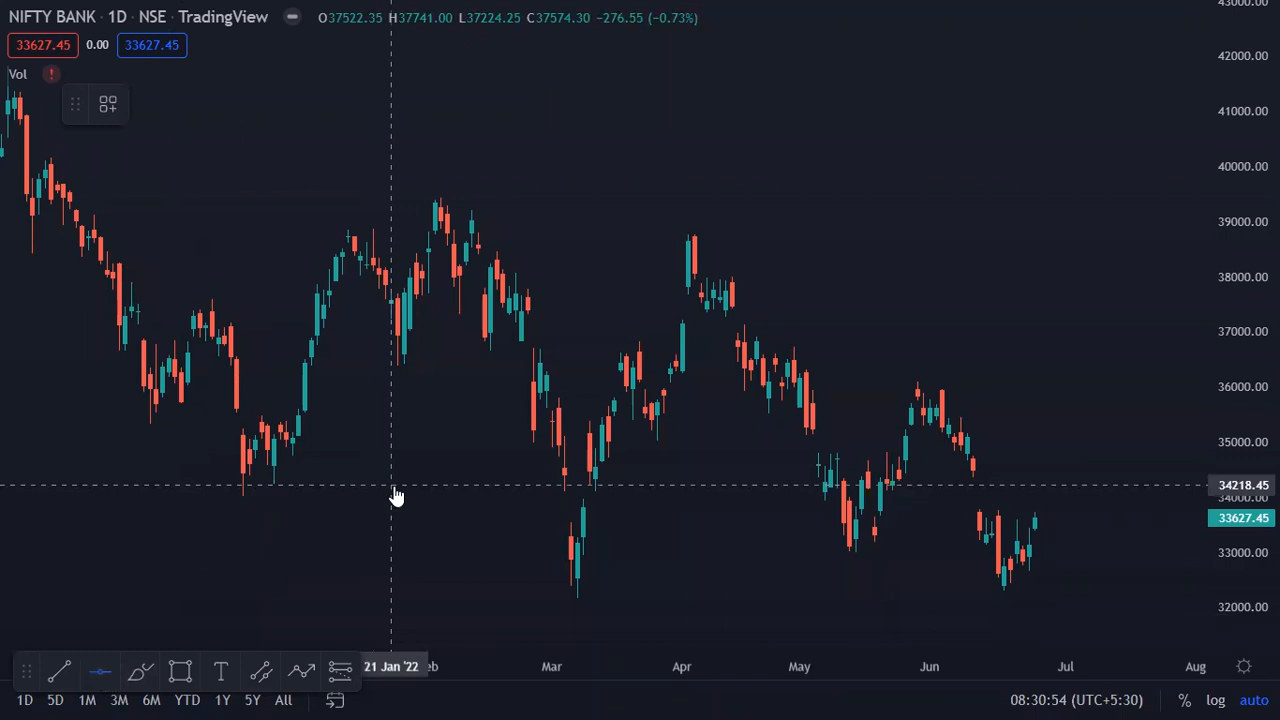 NIFTY BANK · 1D · NSE · TradingView O37522.35 H37741.00 L37224.25 C37574.30 −276.55 (−0.73%)
33627.45 0.00 33627.45
Vol !
43000.00
42000.00
41000.00
40000.00
39000.00
38000.00
37000.00
36000.00
35000.00
34218.45
34000.00
33627.45
33000.00
32000.00
T
21 Jan '22 eb Mar Apr May Jun Jul Aug
1D 5D 1M 3M 6M YTD 1Y 5Y All 08:30:54 (UTC+5:30) % log auto